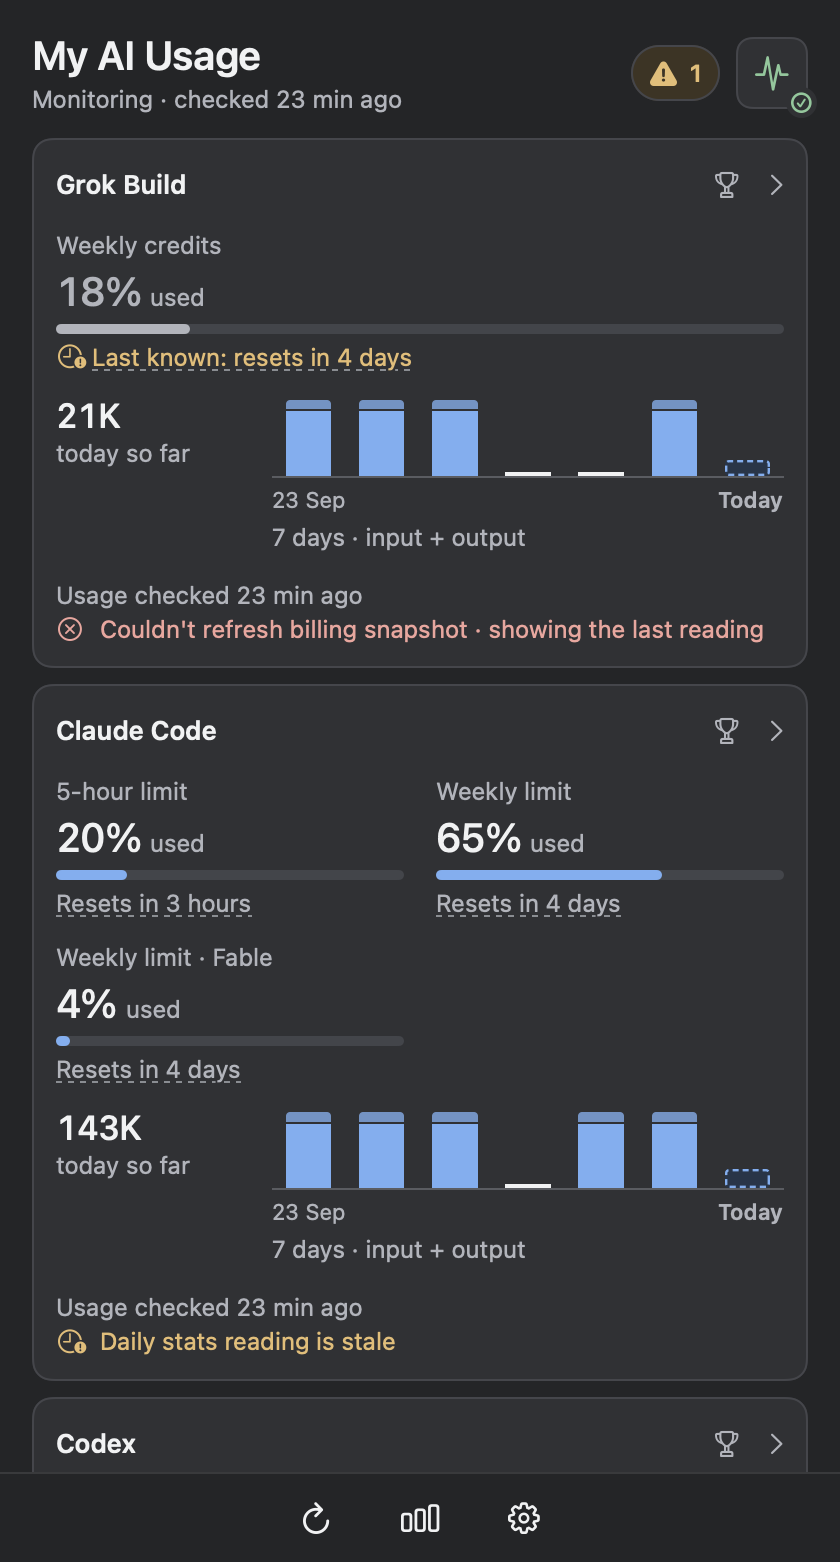 My AI Usage
Monitoring · checked 23 min ago
1
Grok Build
Weekly credits
18% used
Last known: resets in 4 days
21K
today so far
23 Sep
Today
7 days · input + output
Usage checked 23 min ago
Couldn't refresh billing snapshot · showing the last reading
Claude Code
5-hour limit
20% used
Resets in 3 hours
Weekly limit
65% used
Resets in 4 days
Weekly limit · Fable
4% used
Resets in 4 days
143K
today so far
23 Sep
Today
7 days · input + output
Usage checked 23 min ago
Daily stats reading is stale
Codex